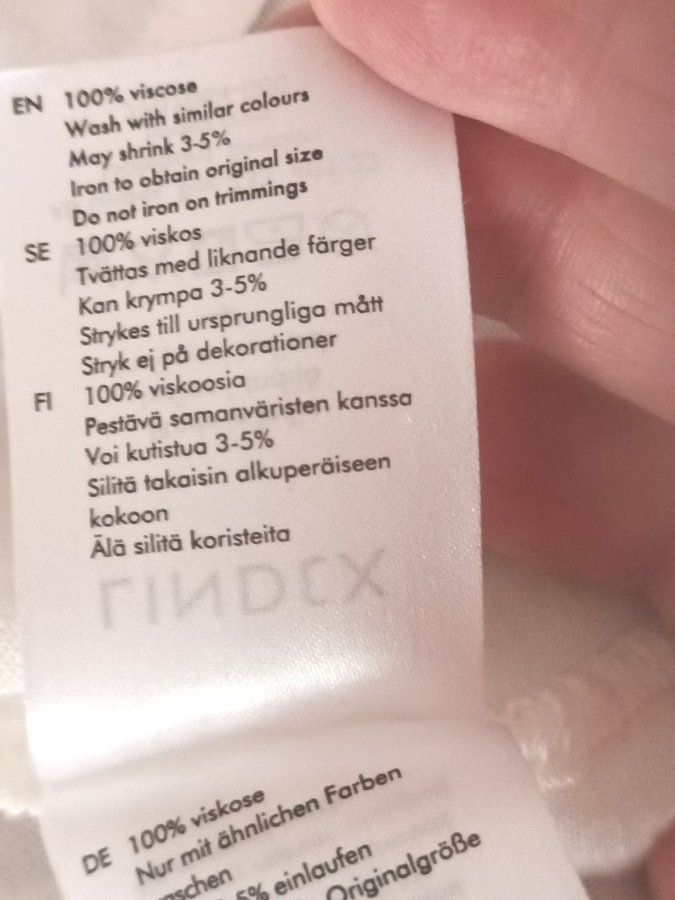 EN 100% viscose
Wash with similar colours
May shrink 3-5%
Iron to obtain original size
Do not iron on trimmings
SE 100% viskos
Tvättas med liknande färger
Kan krympa 3-5%
Strykes till ursprungliga mått
Stryk ej på dekorationer
FI 100% viskoosia
Pestävä samanväristen kanssa
Voi kutistua 3-5%
Silitä takaisin alkuperäiseen
kokoon
Älä silitä koristeita
LINDEX
DE 100% viskose
Nur mit ähnlichen Farben
5% einlaufen
Originalgröße